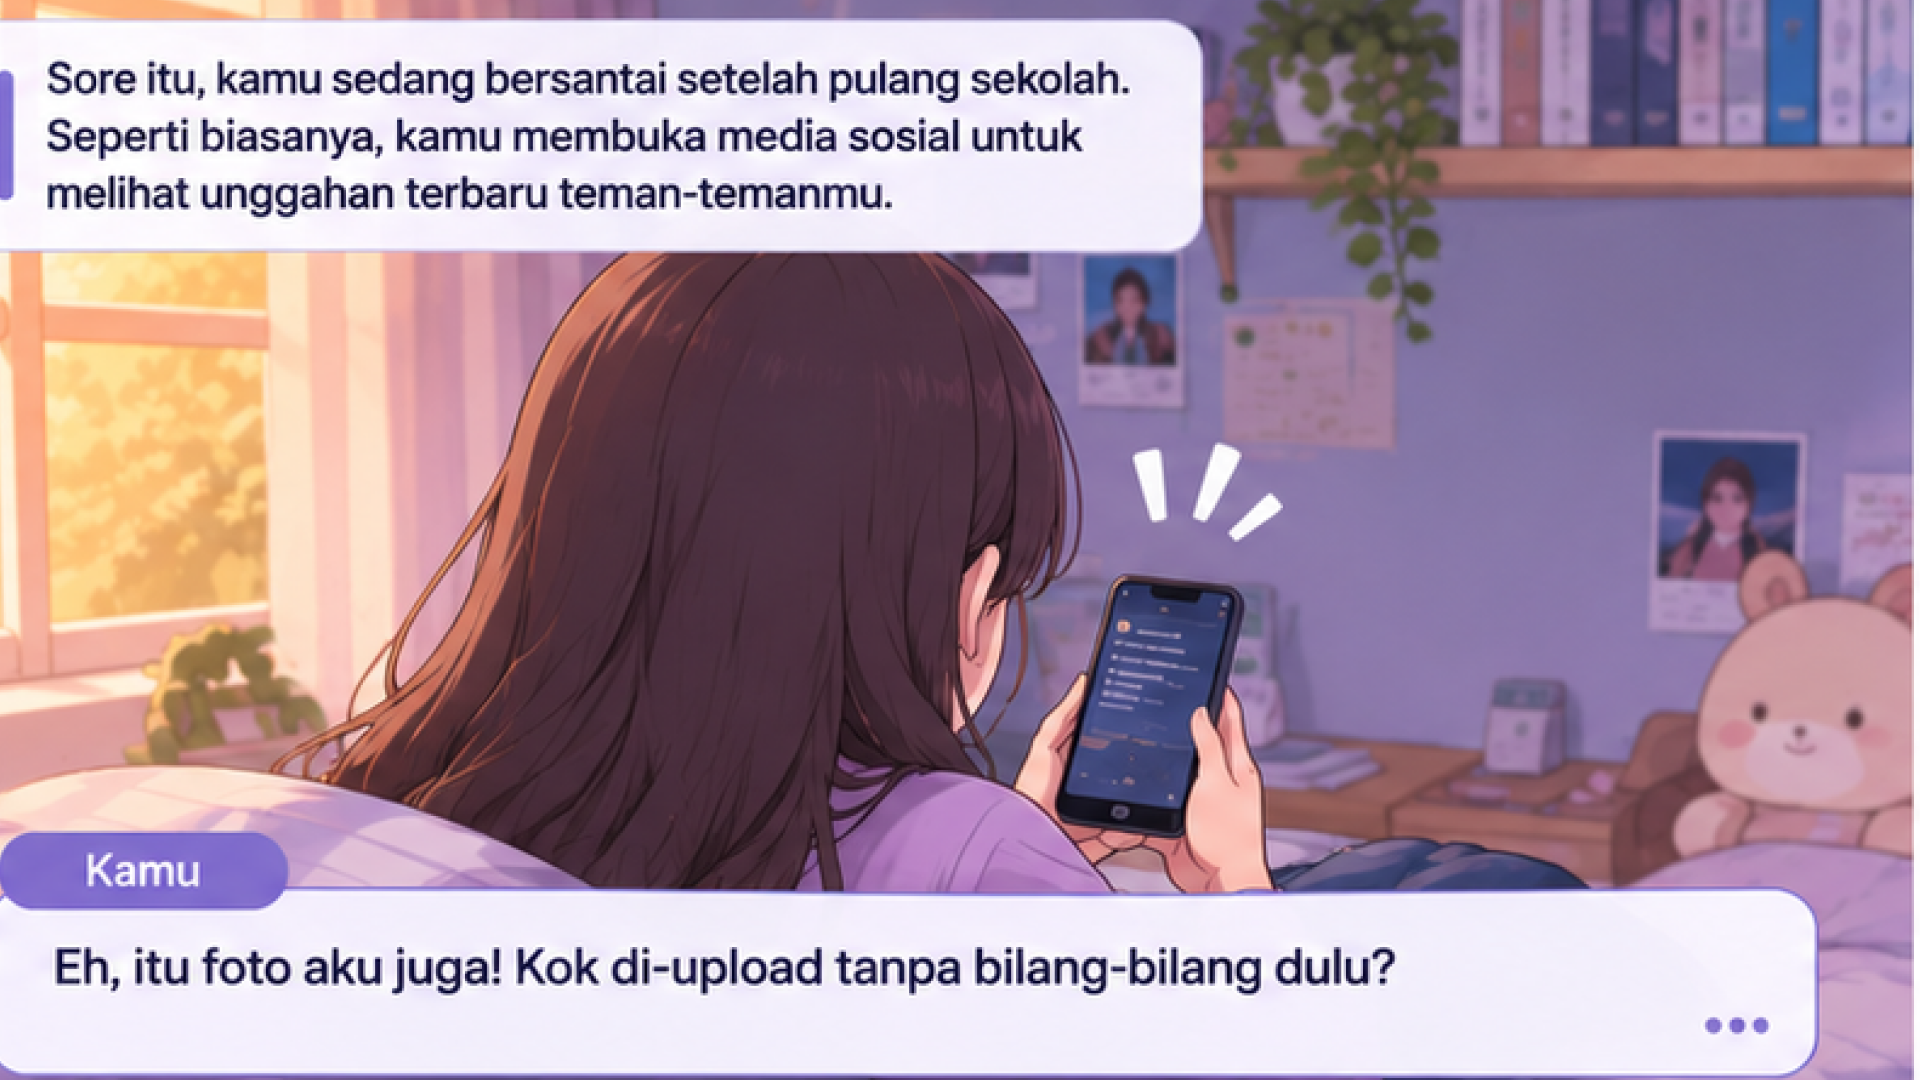 Sore itu, kamu sedang bersantai setelah pulang sekolah.
Seperti biasanya, kamu membuka media sosial untuk
melihat unggahan terbaru teman-temanmu.
Kamu
Eh, itu foto aku juga! Kok di-upload tanpa bilang-bilang dulu?